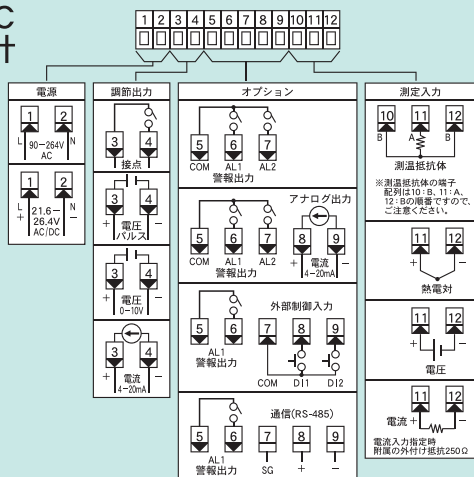 C
計
1 2 3 4 5 6 7 8 9 10 11 12
電源
1 2
L N
90−264V
AC
1 2
L N
+ −
21.6−
26.4V
AC/DC
調節出力
3 4
接点
3 4
+ −
電圧
パルス
3 4
+ −
電圧
0−10V
3 4
+ −
電流
4−20mA
オプション
5 6 7
COM AL1 AL2
警報出力
アナログ出力
5 6 7 8 9
COM AL1 AL2
警報出力
+ −
電流
4−20mA
外部制御入力
5 6 7 8 9
AL1
警報出力
COM DI1 DI2
通信(RS-485)
5 6 7 8 9
AL1
警報出力
SG + −
測定入力
10 11 12
B A B
測温抵抗体
※測温抵抗体の端子
配列は10:B、11:A、
12:Bの順番ですので、
ご注意ください。
11 12
+ −
熱電対
11 12
+ −
電圧
11 12
電流 + −
電流入力指定時
附属の外付け抵抗250Ω